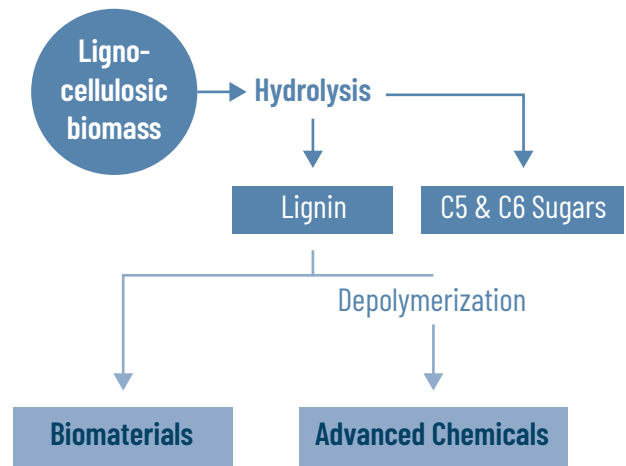 Ligno-
cellulosic
biomass
Hydrolysis
Lignin
C5 & C6 Sugars
Depolymerization
Biomaterials
Advanced Chemicals